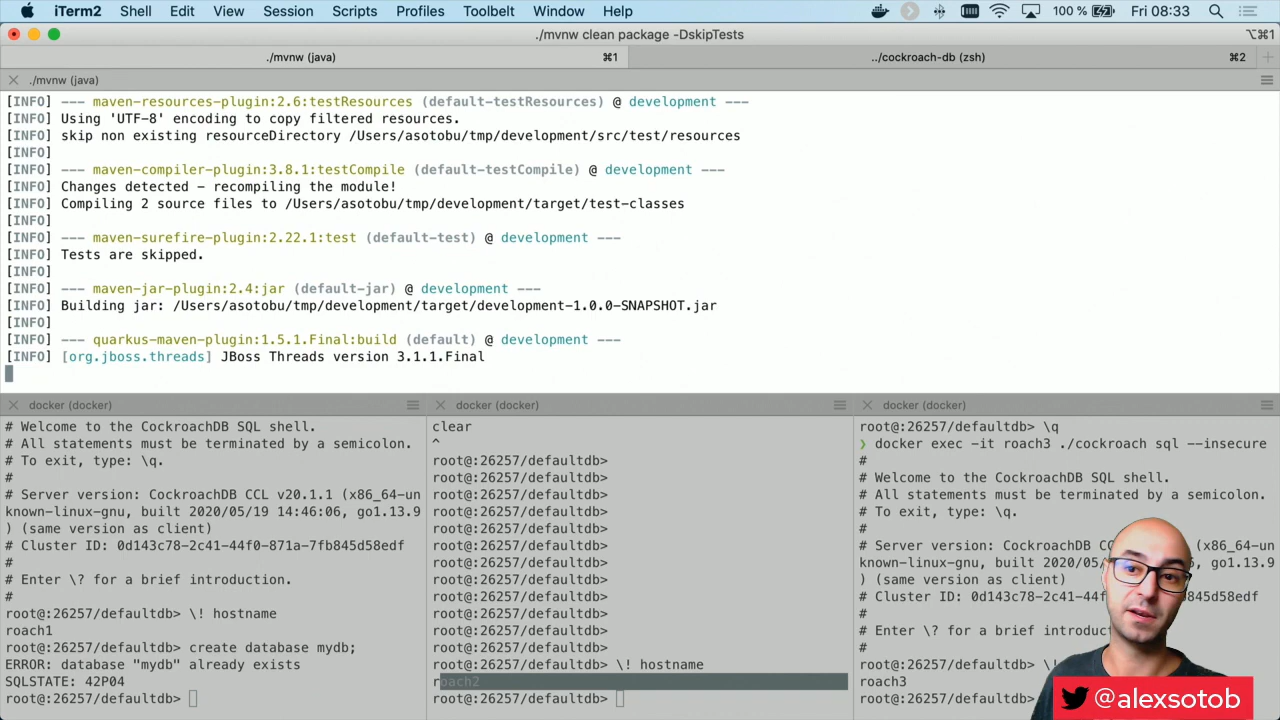 iTerm2 Shell Edit View Session Scripts Profiles Toolbelt Window Help 100 % Fri 08:33
./mvnw clean package -DskipTests ⌥⌘1
./mvnw (java) ⌘1 ../cockroach-db (zsh) ⌘2
./mvnw (java)
[INFO] --- maven-resources-plugin:2.6:testResources (default-testResources) @ development ---
[INFO] Using 'UTF-8' encoding to copy filtered resources.
[INFO] skip non existing resourceDirectory /Users/asotobu/tmp/development/src/test/resources
[INFO]
[INFO] --- maven-compiler-plugin:3.8.1:testCompile (default-testCompile) @ development ---
[INFO] Changes detected - recompiling the module!
[INFO] Compiling 2 source files to /Users/asotobu/tmp/development/target/test-classes
[INFO]
[INFO] --- maven-surefire-plugin:2.22.1:test (default-test) @ development ---
[INFO] Tests are skipped.
[INFO]
[INFO] --- maven-jar-plugin:2.4:jar (default-jar) @ development ---
[INFO] Building jar: /Users/asotobu/tmp/development/target/development-1.0.0-SNAPSHOT.jar
[INFO]
[INFO] --- quarkus-maven-plugin:1.5.1.Final:build (default) @ development ---
[INFO] [org.jboss.threads] JBoss Threads version 3.1.1.Final
docker (docker)
# Welcome to the CockroachDB SQL shell.
# All statements must be terminated by a semicolon.
# To exit, type: \q.
#
# Server version: CockroachDB CCL v20.1.1 (x86_64-un
known-linux-gnu, built 2020/05/19 14:46:06, go1.13.9
) (same version as client)
# Cluster ID: 0d143c78-2c41-44f0-871a-7fb845d58edf
#
# Enter \? for a brief introduction.
#
root@:26257/defaultdb> \! hostname
roach1
root@:26257/defaultdb> create database mydb;
ERROR: database "mydb" already exists
SQLSTATE: 42P04
root@:26257/defaultdb>
docker (docker)
clear
^
root@:26257/defaultdb>
root@:26257/defaultdb>
root@:26257/defaultdb>
root@:26257/defaultdb>
root@:26257/defaultdb>
root@:26257/defaultdb>
root@:26257/defaultdb>
root@:26257/defaultdb>
root@:26257/defaultdb>
root@:26257/defaultdb>
root@:26257/defaultdb>
root@:26257/defaultdb>
root@:26257/defaultdb> \! hostname
roach2
root@:26257/defaultdb>
docker (docker)
root@:26257/defaultdb> \q
❯ docker exec -it roach3 ./cockroach sql --insecure
#
# Welcome to the CockroachDB SQL shell.
# All statements must be terminated by a semicolon.
# To exit, type: \q.
#
# Server version: CockroachDB (x86_64-un
known-linux-gnu, built 2020/05/ go1.13.9
) (same version as client)
# Cluster ID: 0d143c78-2c41-44f 845d58edf
#
# Enter \? for a brief
#
root@:26257/defaultdb>
roach3
root@:26257/defaultdb>
@alexsotob